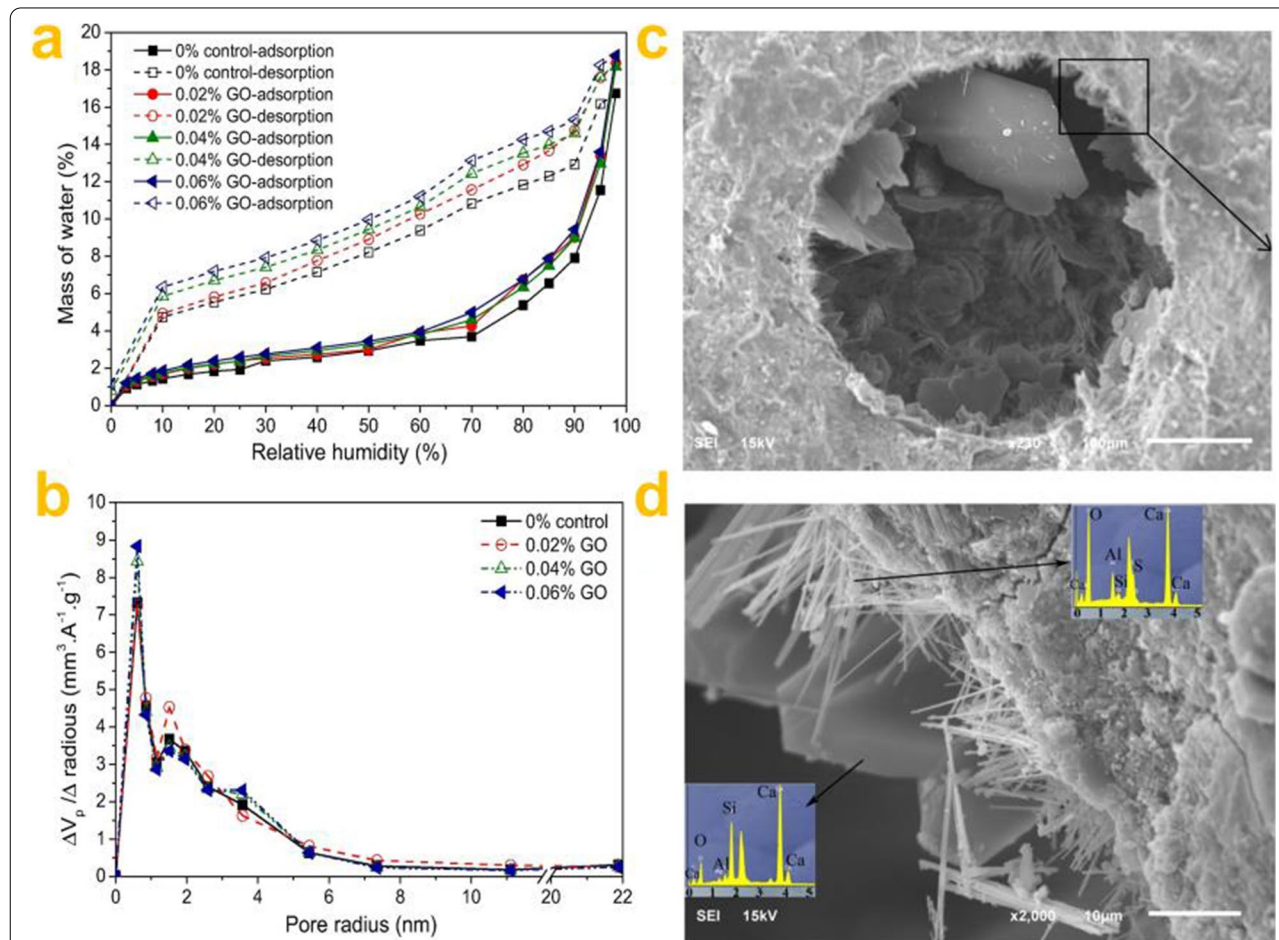 a
20
18
16
14
12
10
8
6
4
2
0
Mass of water (%)
0% control-adsorption
0% control-desorption
0.02% GO-adsorption
0.02% GO-desorption
0.04% GO-adsorption
0.04% GO-desorption
0.06% GO-adsorption
0.06% GO-adsorption
0 10 20 30 40 50 60 70 80 90 100
Relative humidity (%)
b
10
9
8
7
6
5
4
3
2
1
0
ΔVp /Δ radious (mm³.A⁻¹.g⁻¹)
0% control
0.02% GO
0.04% GO
0.06% GO
0 2 4 6 8 10 22
Pore radius (nm)
c
SEI 15kV x230 100μm
d
O Ca
Al
S
Ca Si Ca
0 1 2 3 4 5
Ca
Si
O
Ca Al Ca
0 1 2 3 4 5
SEI 15kV x2,000 10μm